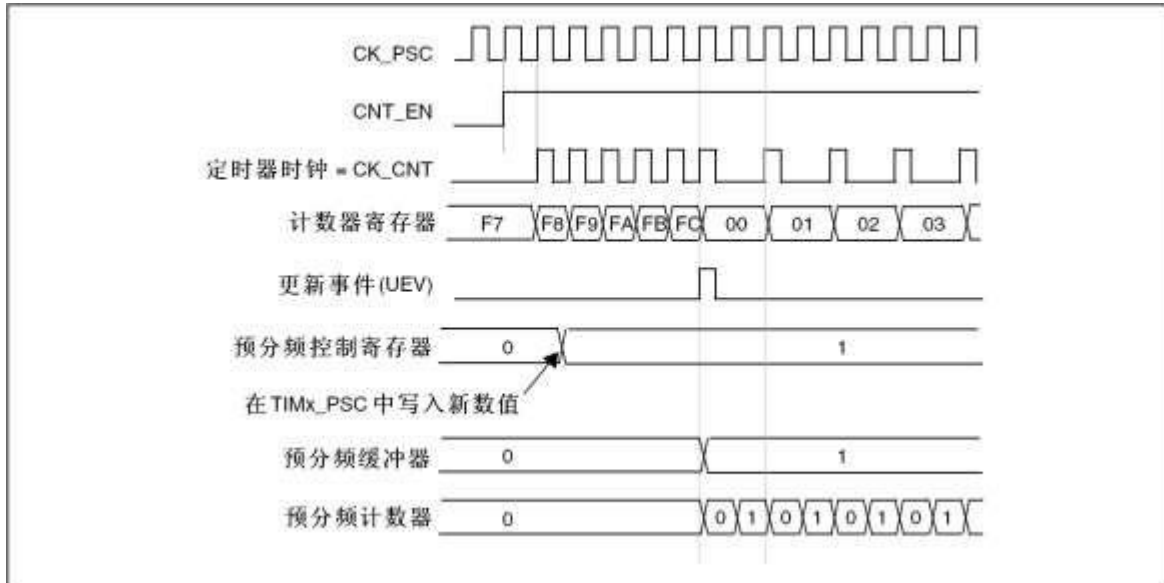 CK_PSC
CNT_EN
定时器时钟 = CK_CNT
计数器寄存器 F7 F8 F9 FA FB FC 00 01 02 03
更新事件(UEV)
预分频控制寄存器 0 1
在TIMx_PSC 中写入新数值
预分频缓冲器 0 1
预分频计数器 0 0 1 0 1 0 1 0 1